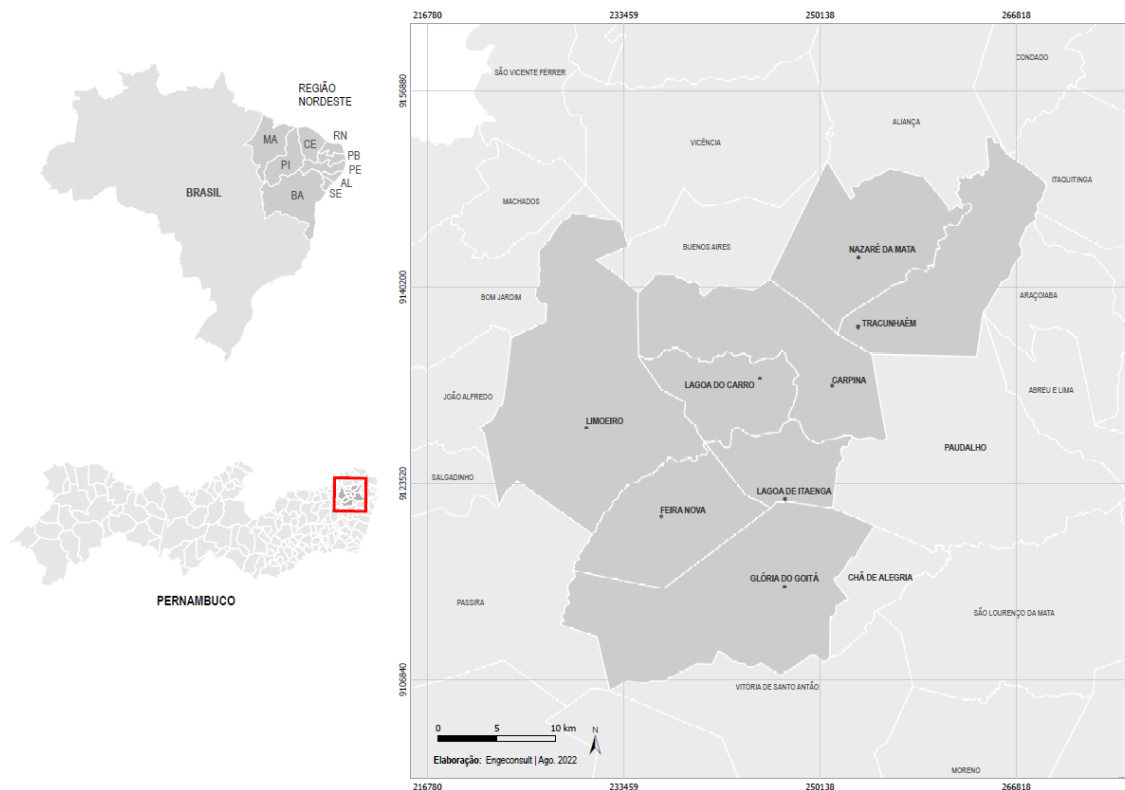 REGIÃO
NORDESTE
MA
CE
RN
PB
PI
PE
AL
SE
BA
BRASIL
PERNAMBUCO
216780
233459
250138
266818
9156880
9140200
9123520
9106840
SÃO VICENTE FÉRRER
CONDADO
ALIANÇA
VICÊNCIA
ITAQUITINGA
MACHADOS
BUENOS AIRES
NAZARÉ DA MATA
BOM JARDIM
ARAÇOIABA
TRACUNHAÉM
LAGOA DO CARRO
CARPINA
JOÃO ALFREDO
ABREU E LIMA
LIMOEIRO
PAUDALHO
SALGADINHO
LAGOA DE ITAENGA
FEIRA NOVA
GLÓRIA DO GOITÁ
CHÃ DE ALEGRIA
PASSIRA
SÃO LOURENÇO DA MATA
VITÓRIA DE SANTO ANTÃO
MORENO
0 5 10 km
N
Elaboração: Engeconsult | Ago. 2022
216780
233459
250138
266818